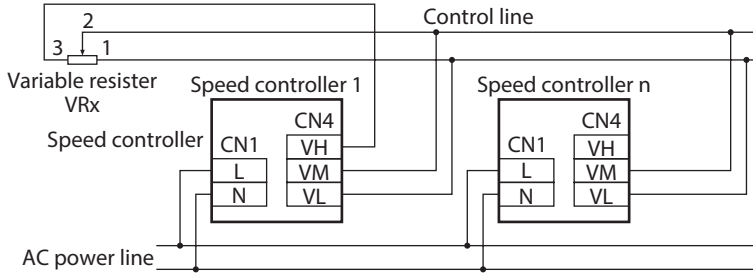 Control line
2
3
1
Variable resister
VRx
Speed controller 1
Speed controller n
Speed controller
CN1
CN4
VH
L
VM
N
VL
CN1
CN4
VH
L
VM
N
VL
AC power line